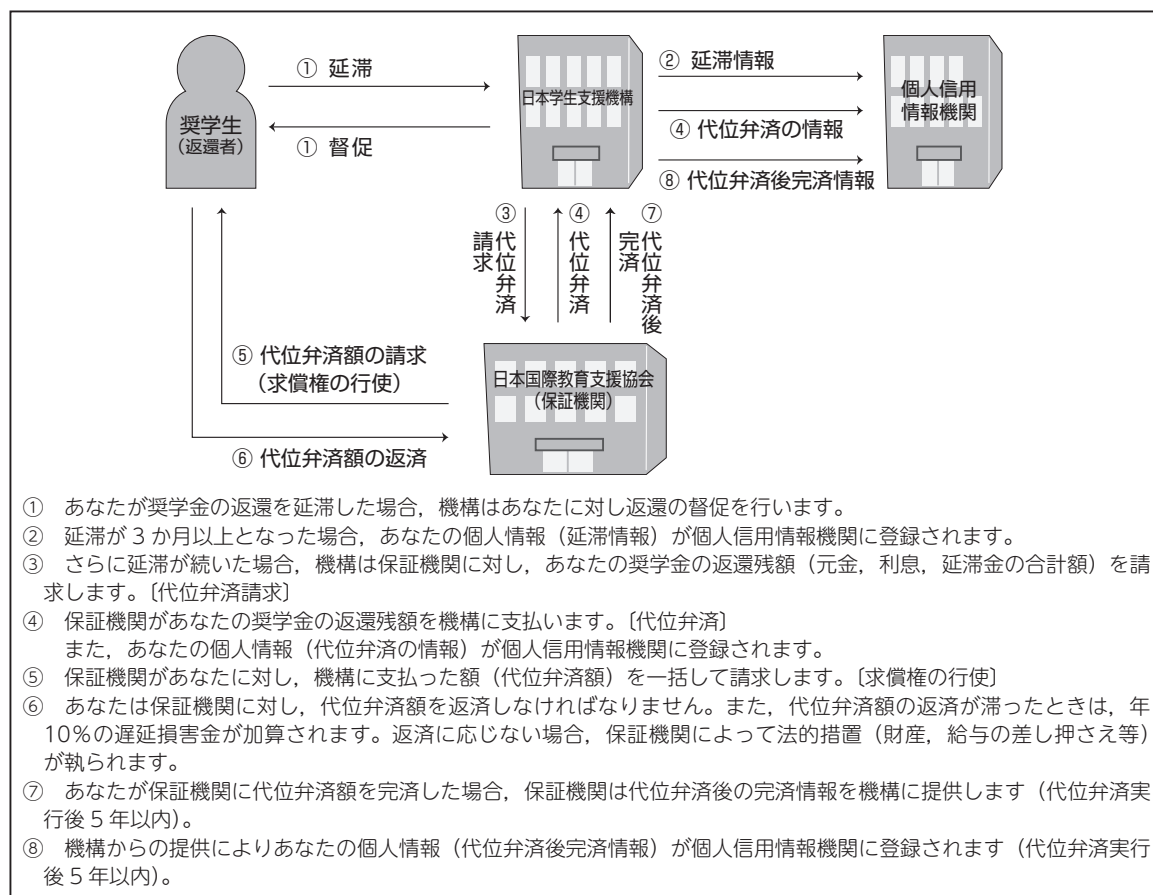 ① 延滞
① 督促
奨学生
（返還者）
日本学生支援機構
② 延滞情報
④ 代位弁済の情報
⑧ 代位弁済後完済情報
個人信用
情報機関
③代位弁済
請求
④代位弁済
⑦代位弁済後
完済
⑤ 代位弁済額の請求
（求償権の行使）
⑥ 代位弁済額の返済
日本国際教育支援協会
（保証機関）
①　あなたが奨学金の返還を延滞した場合，機構はあなたに対し返還の督促を行います。
②　延滞が 3 か月以上となった場合，あなたの個人情報（延滞情報）が個人信用情報機関に登録されます。
③　さらに延滞が続いた場合，機構は保証機関に対し，あなたの奨学金の返還残額（元金，利息，延滞金の合計額）を請
求します。〔代位弁済請求〕
④　保証機関があなたの奨学金の返還残額を機構に支払います。〔代位弁済〕
また，あなたの個人情報（代位弁済の情報）が個人信用情報機関に登録されます。
⑤　保証機関があなたに対し，機構に支払った額（代位弁済額）を一括して請求します。〔求償権の行使〕
⑥　あなたは保証機関に対し，代位弁済額を返済しなければなりません。また，代位弁済額の返済が滞ったときは，年
10％の遅延損害金が加算されます。返済に応じない場合，保証機関によって法的措置（財産，給与の差し押さえ等）
が執られます。
⑦　あなたが保証機関に代位弁済額を完済した場合，保証機関は代位弁済後の完済情報を機構に提供します（代位弁済実
行後 5 年以内）。
⑧　機構からの提供によりあなたの個人情報（代位弁済後完済情報）が個人信用情報機関に登録されます（代位弁済実行
後 5 年以内）。